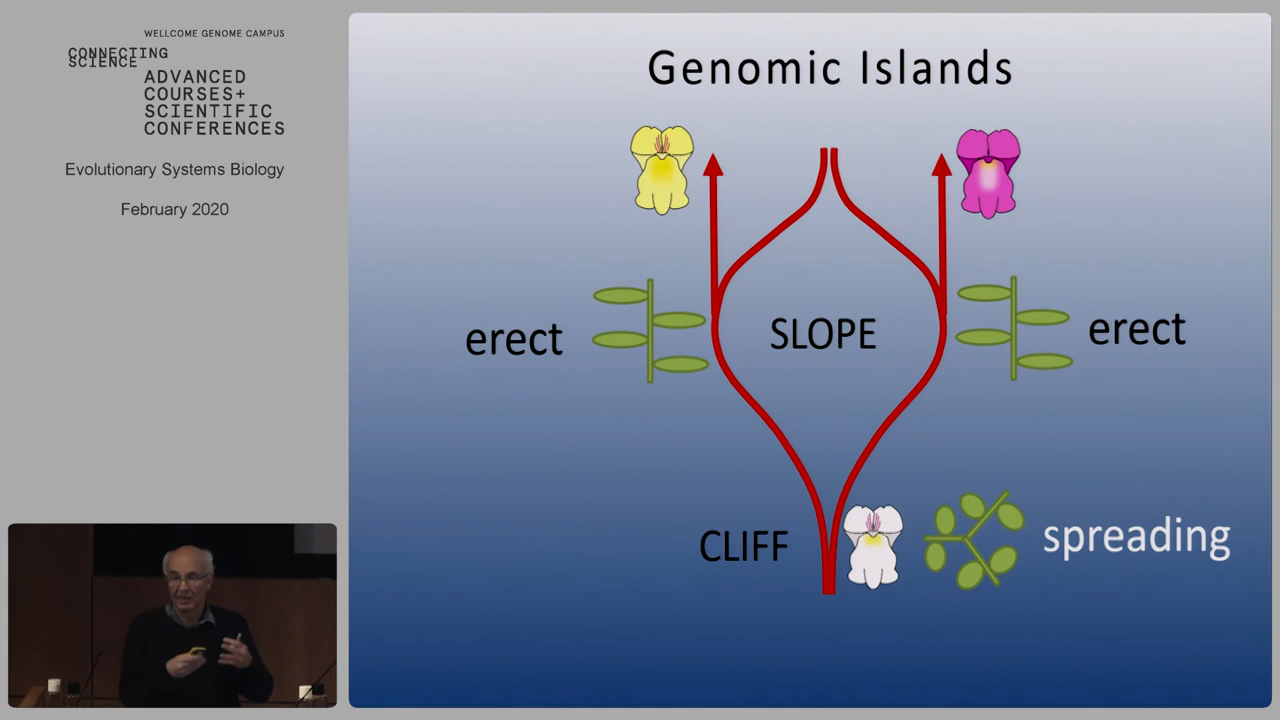 WELLCOME GENOME CAMPUS
CONNECTING
SCIENCE
ADVANCED
COURSES+
SCIENTIFIC
CONFERENCES
Evolutionary Systems Biology
February 2020
Genomic Islands
erect
SLOPE
erect
CLIFF
spreading